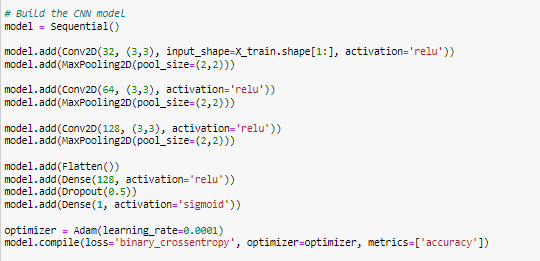 # Build the CNN model
model = Sequential()
model.add(Conv2D(32, (3,3), input_shape=X_train.shape[1:], activation='relu'))
model.add(MaxPooling2D(pool_size=(2,2)))
model.add(Conv2D(64, (3,3), activation='relu'))
model.add(MaxPooling2D(pool_size=(2,2)))
model.add(Conv2D(128, (3,3), activation='relu'))
model.add(MaxPooling2D(pool_size=(2,2)))
model.add(Flatten())
model.add(Dense(128, activation='relu'))
model.add(Dropout(0.5))
model.add(Dense(1, activation='sigmoid'))
optimizer = Adam(learning_rate=0.0001)
model.compile(loss='binary_crossentropy', optimizer=optimizer, metrics=['accuracy'])